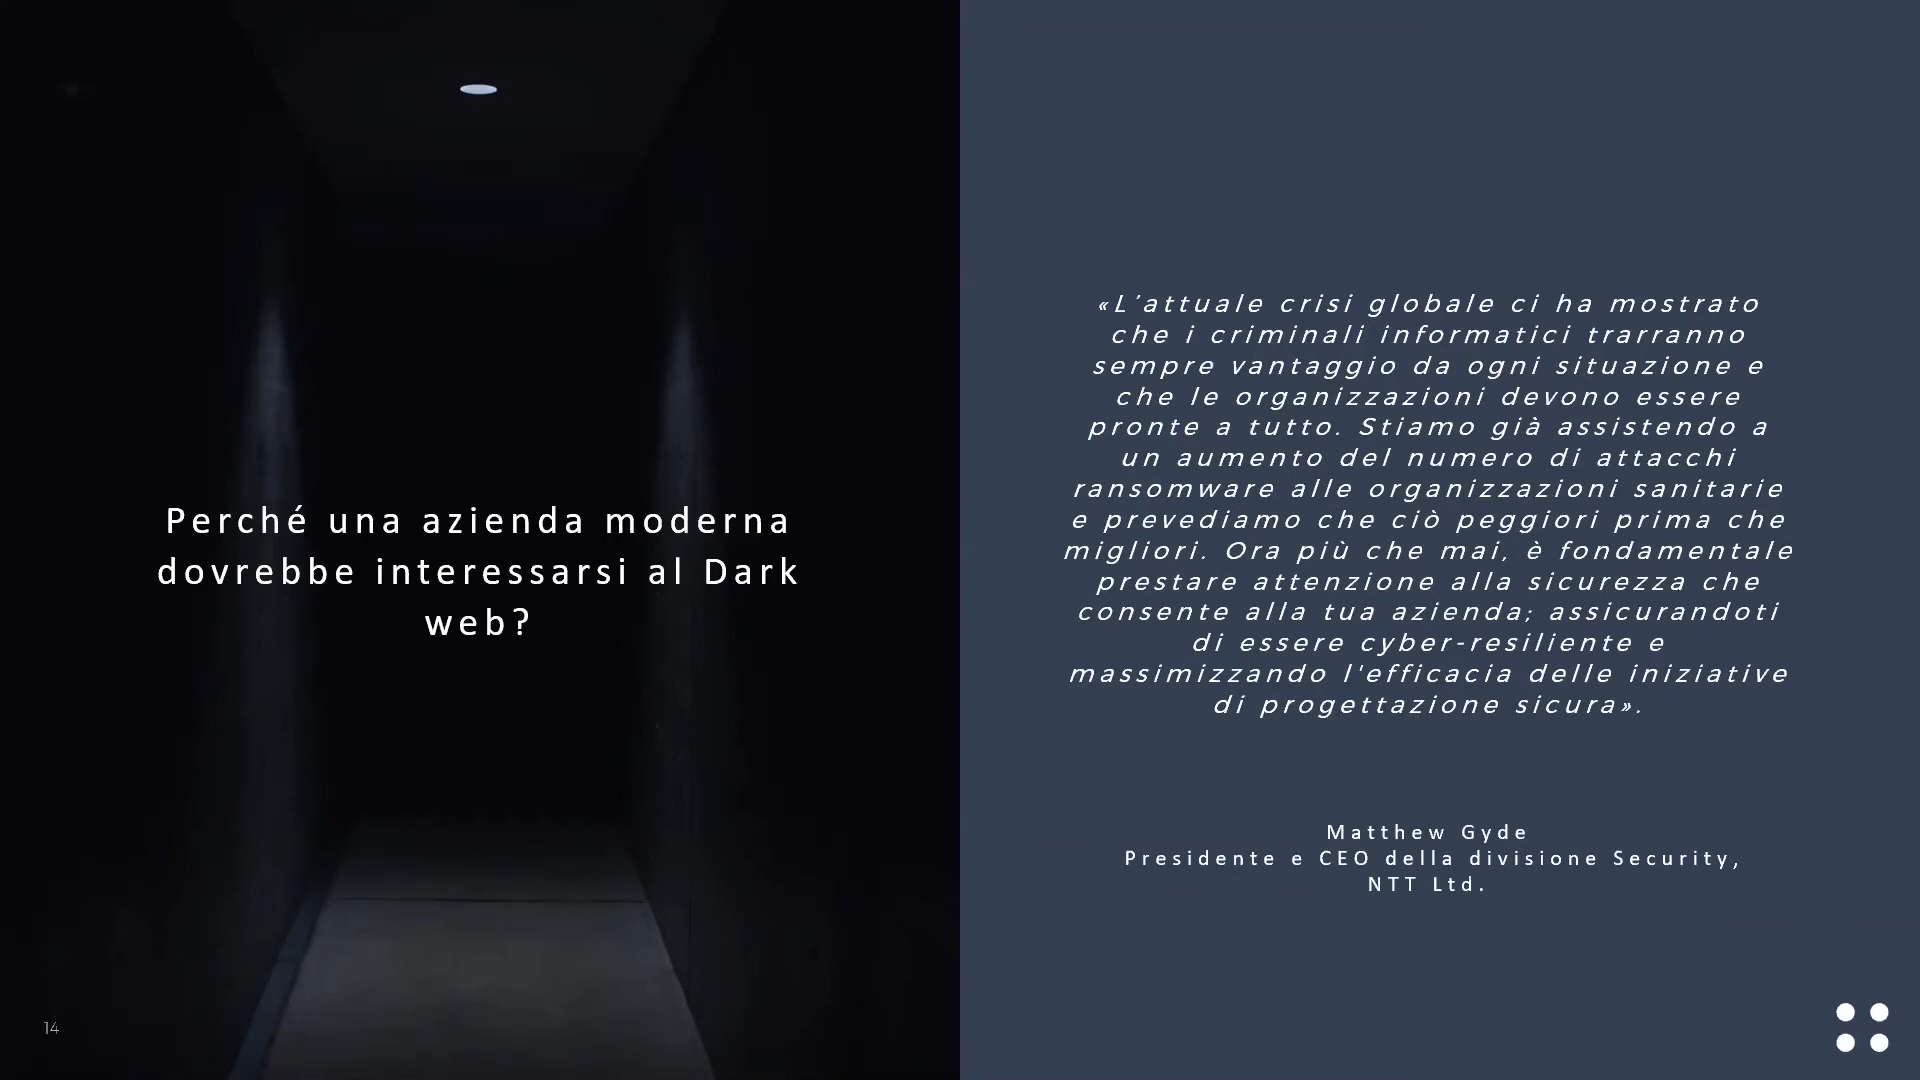 Perché una azienda moderna
dovrebbe interessarsi al Dark
web?
«L'attuale crisi globale ci ha mostrato
che i criminali informatici trarranno
sempre vantaggio da ogni situazione e
che le organizzazioni devono essere
pronte a tutto. Stiamo già assistendo a
un aumento del numero di attacchi
ransomware alle organizzazioni sanitarie
e prevediamo che ciò peggiori prima che
migliori. Ora più che mai, è fondamentale
prestare attenzione alla sicurezza che
consente alla tua azienda; assicurandoti
di essere cyber-resiliente e
massimizzando l'efficacia delle iniziative
di progettazione sicura».
Matthew Gyde
Presidente e CEO della divisione Security,
NTT Ltd.
14